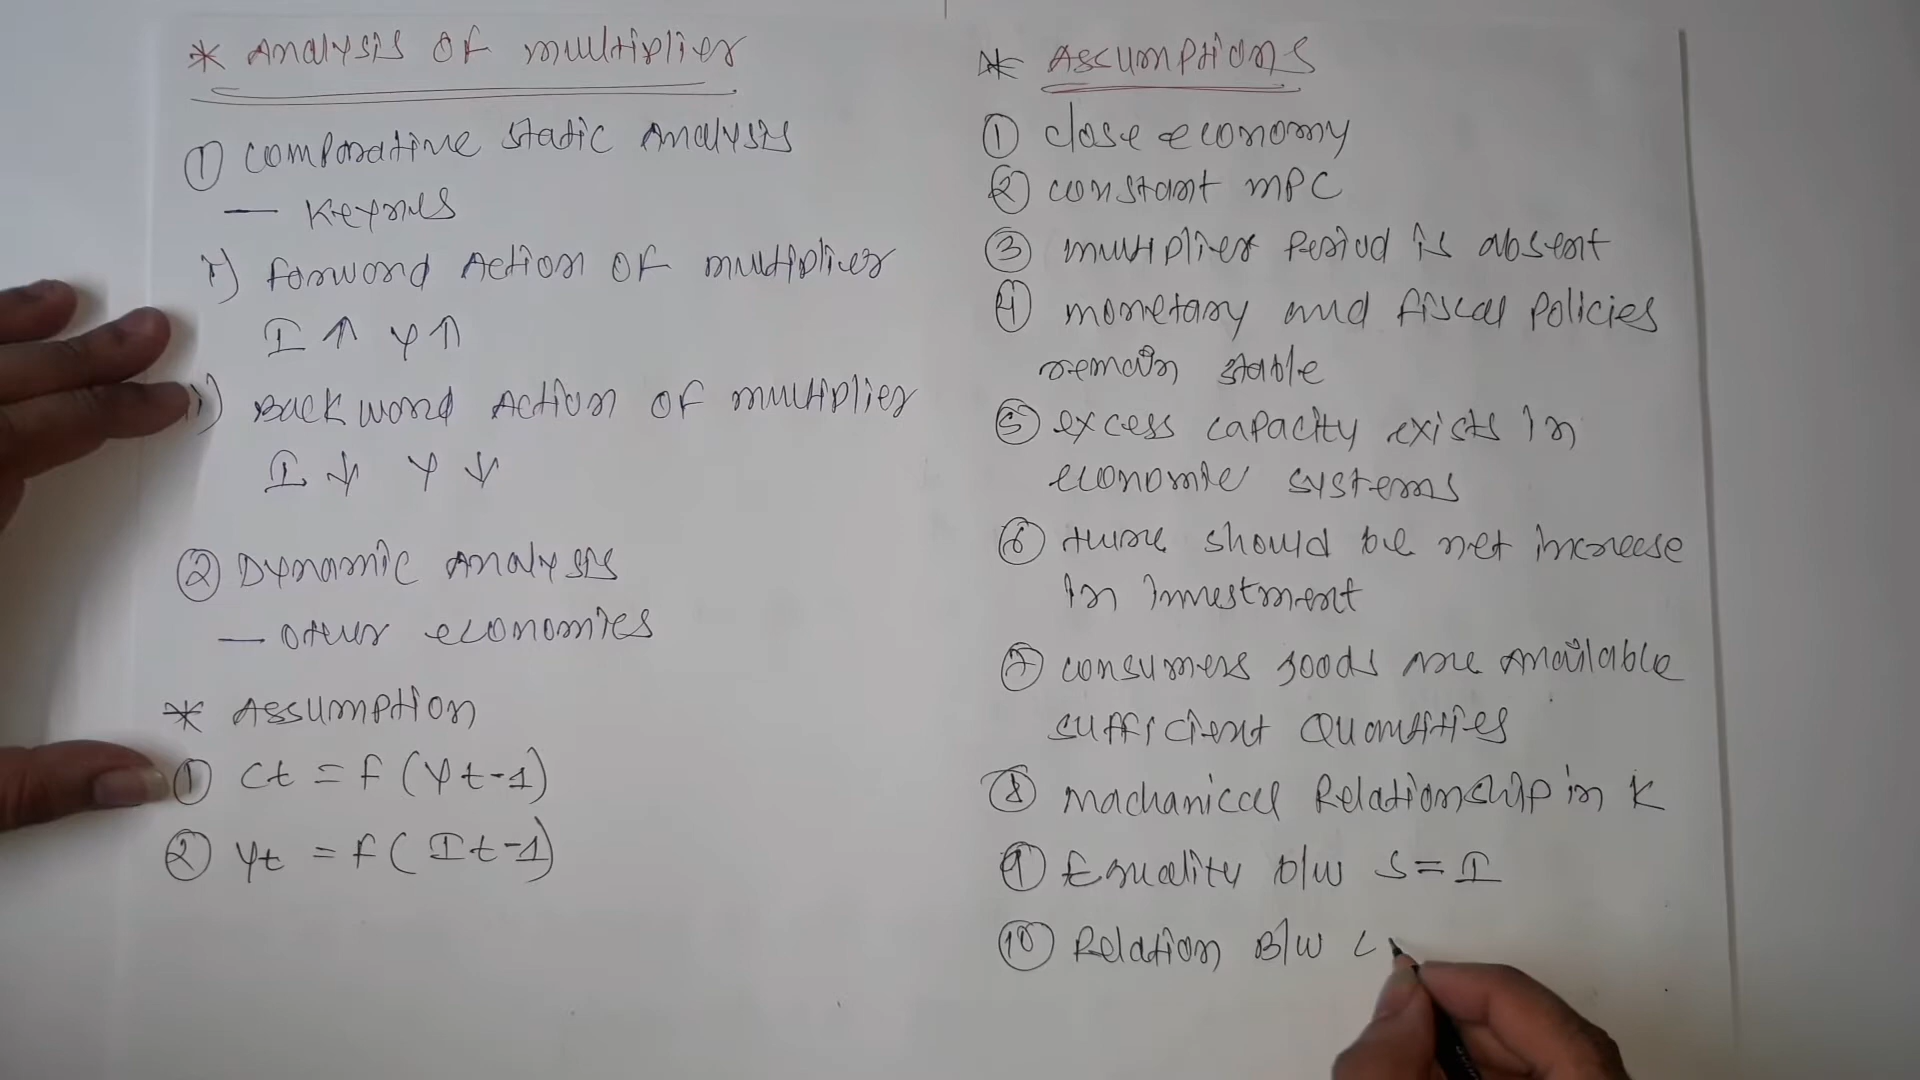 * Analysis of multiplier
① comparative static Analysis
— Keynes
i) Forward Action of multiplier
I ↑ Y ↑
i) Backward Action of multiplier
I ↓ Y ↓
② Dynamic Analysis
— other economies
* Assumption
① Ct = f (Yt-1)
② Yt = f ( It-1)
* Assumptions
① close economy
② constant MPC
③ multiplier Period is absent
④ monetary and fiscal Policies
remain stable
⑤ excess capacity exists in
economic systems
⑥ there should be net increase
in investment
⑦ consumers goods are available
sufficient Quantities
⑧ machanical Relationship in K
⑨ Equality b/w S = I
⑩ Relation B/w